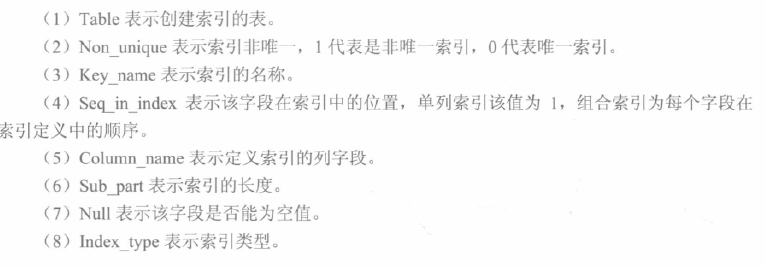 （1）Table 表示创建索引的表。
（2）Non_unique 表示索引非唯一，1 代表是非唯一索引，0 代表唯一索引。
（3）Key_name 表示索引的名称。
（4）Seq_in_index 表示该字段在索引中的位置，单列索引该值为 1，组合索引为每个字段在
索引定义中的顺序。
（5）Column_name 表示定义索引的列字段。
（6）Sub_part 表示索引的长度。
（7）Null 表示该字段是否能为空值。
（8）Index_type 表示索引类型。